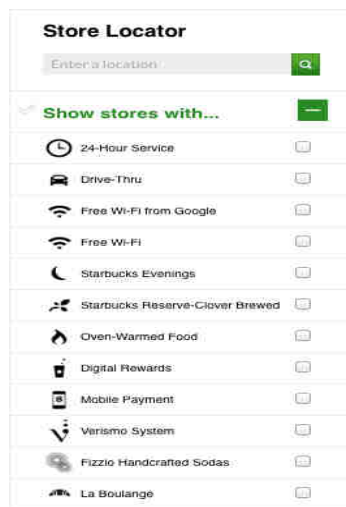 Store Locator
Enter a location
Show stores with...
24-Hour Service
Drive-Thru
Free Wi-Fi from Google
Free Wi-Fi
Starbucks Evenings
Starbucks Reserve-Clover Brewed
Oven-Warmed Food
Digital Rewards
Mobile Payment
Verismo System
Fizzio Handcrafted Sodas
La Boulange